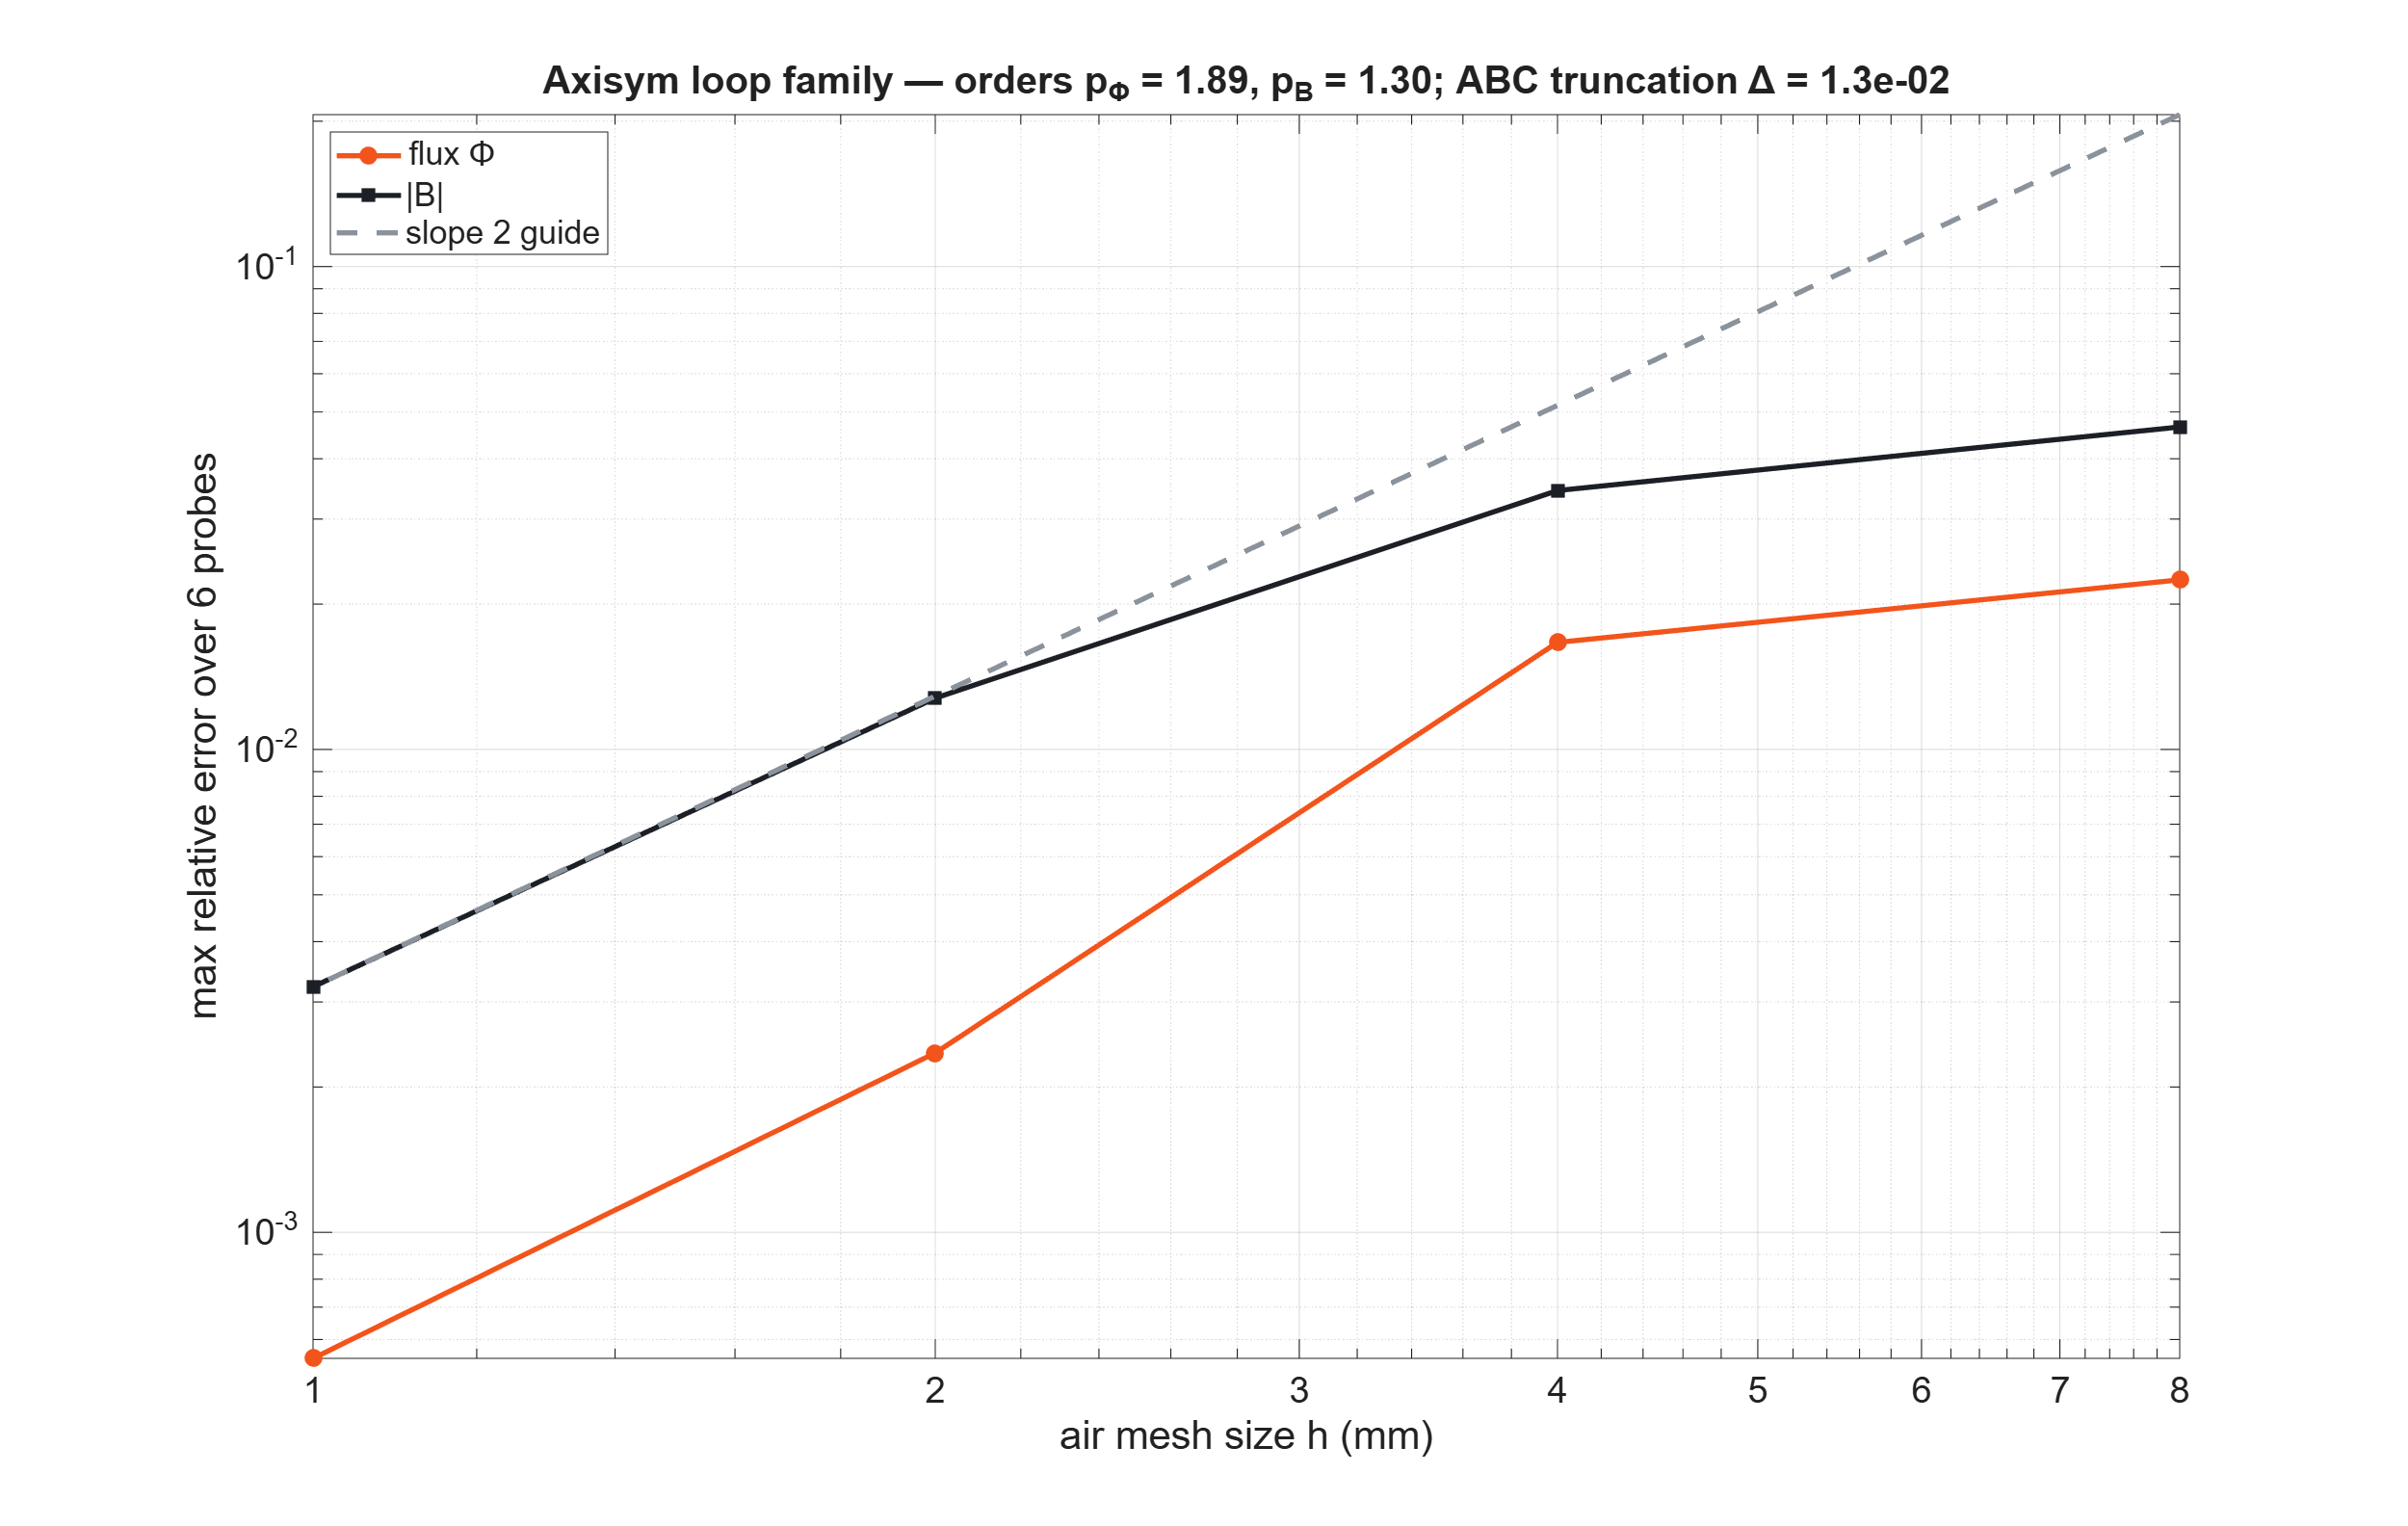 Axisym loop family — orders p_Φ = 1.89, p_B = 1.30; ABC truncation Δ = 1.3e-02
flux Φ
|B|
slope 2 guide
10^-1
10^-2
10^-3
max relative error over 6 probes
1 2 3 4 5 6 7 8
air mesh size h (mm)